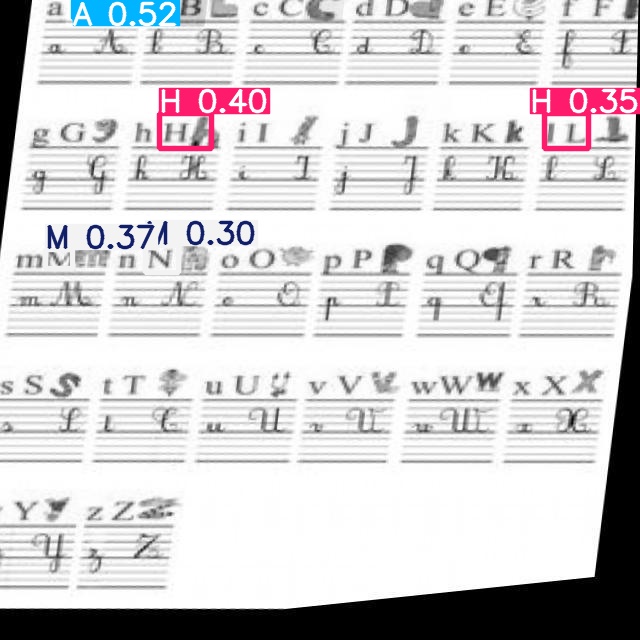 A 0.52
a B c C d D e E f F
a A b B c C d D e E f
H 0.40 H 0.35
g G h H i I j J k K l L
g G h H i I j J k K l L
M 0.37 0.30
m M n N o O p P q Q r R
m M n N o O p P q Q r R
s S t T u U v V w W x X
s S t T u U v V w W x X
Y z Z
Y z Z